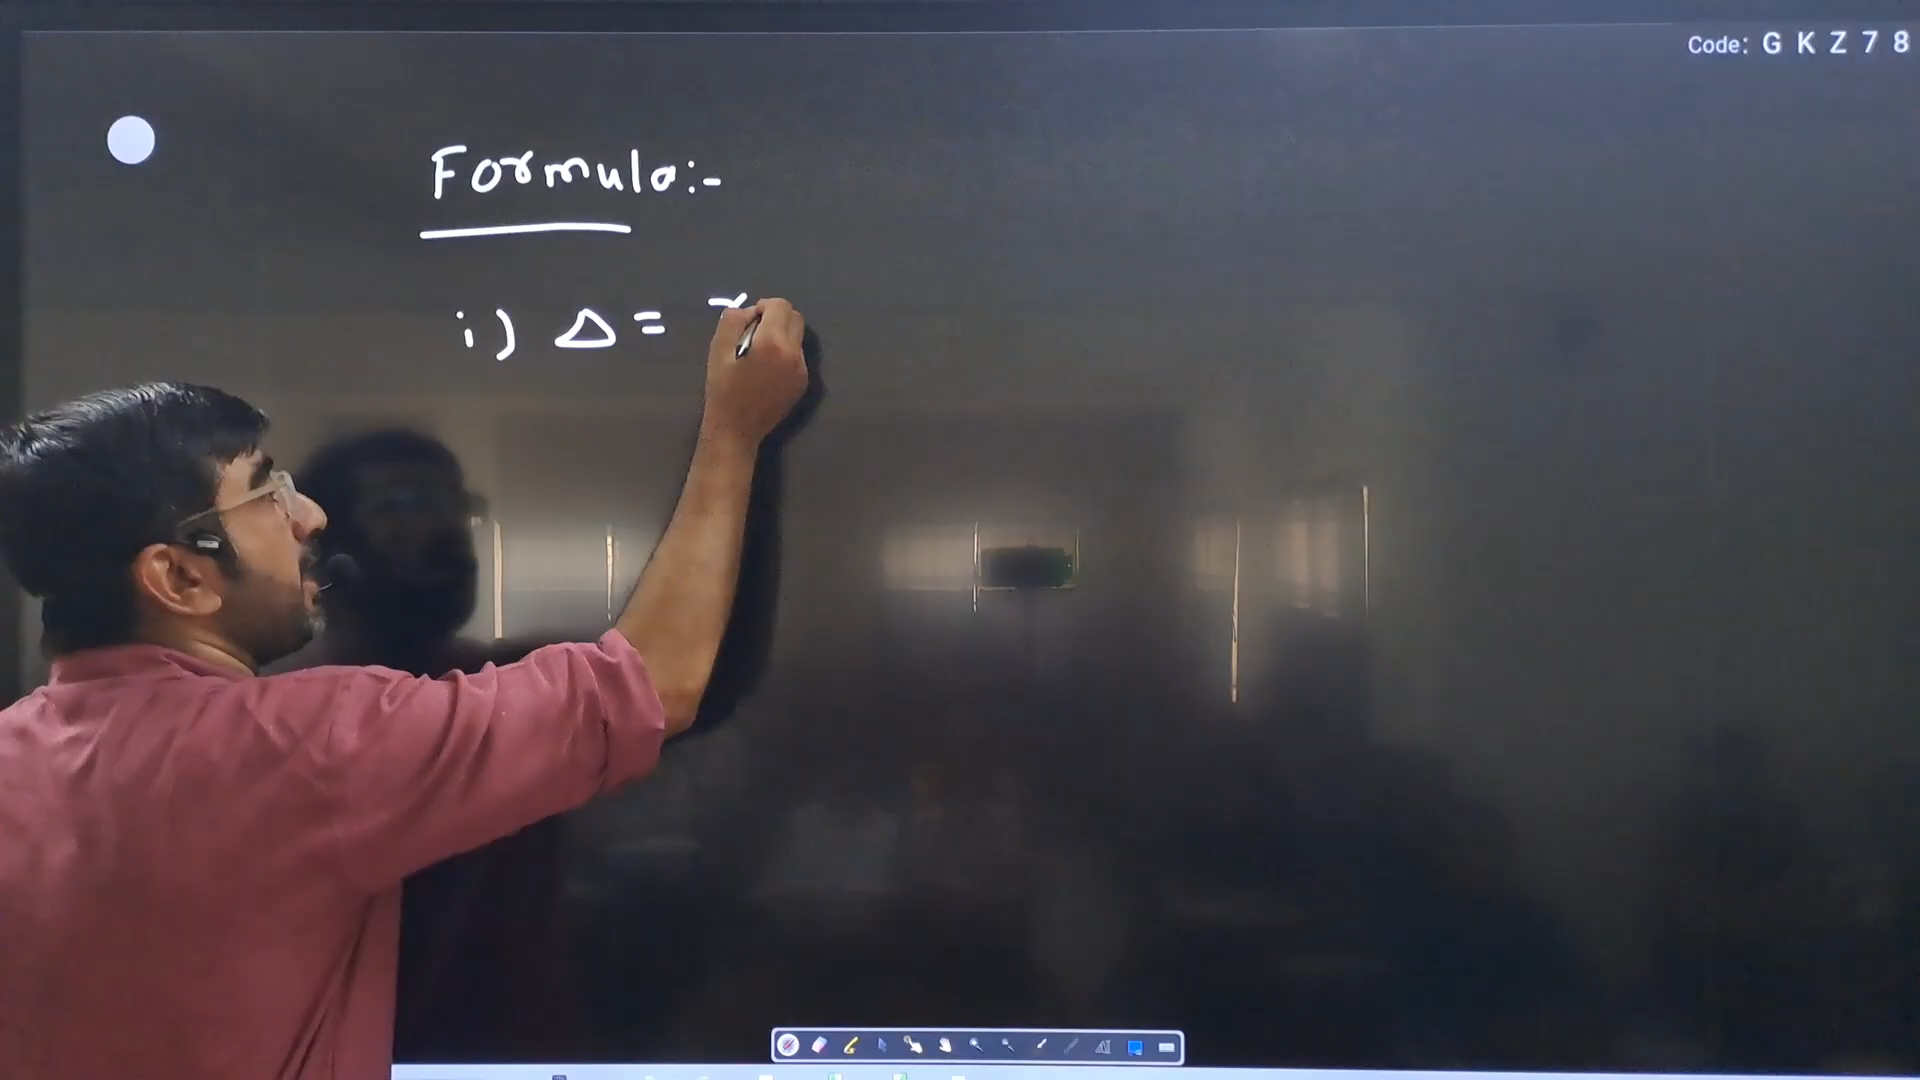 Code: G K Z 7 8
Formula:-
i) Δ =